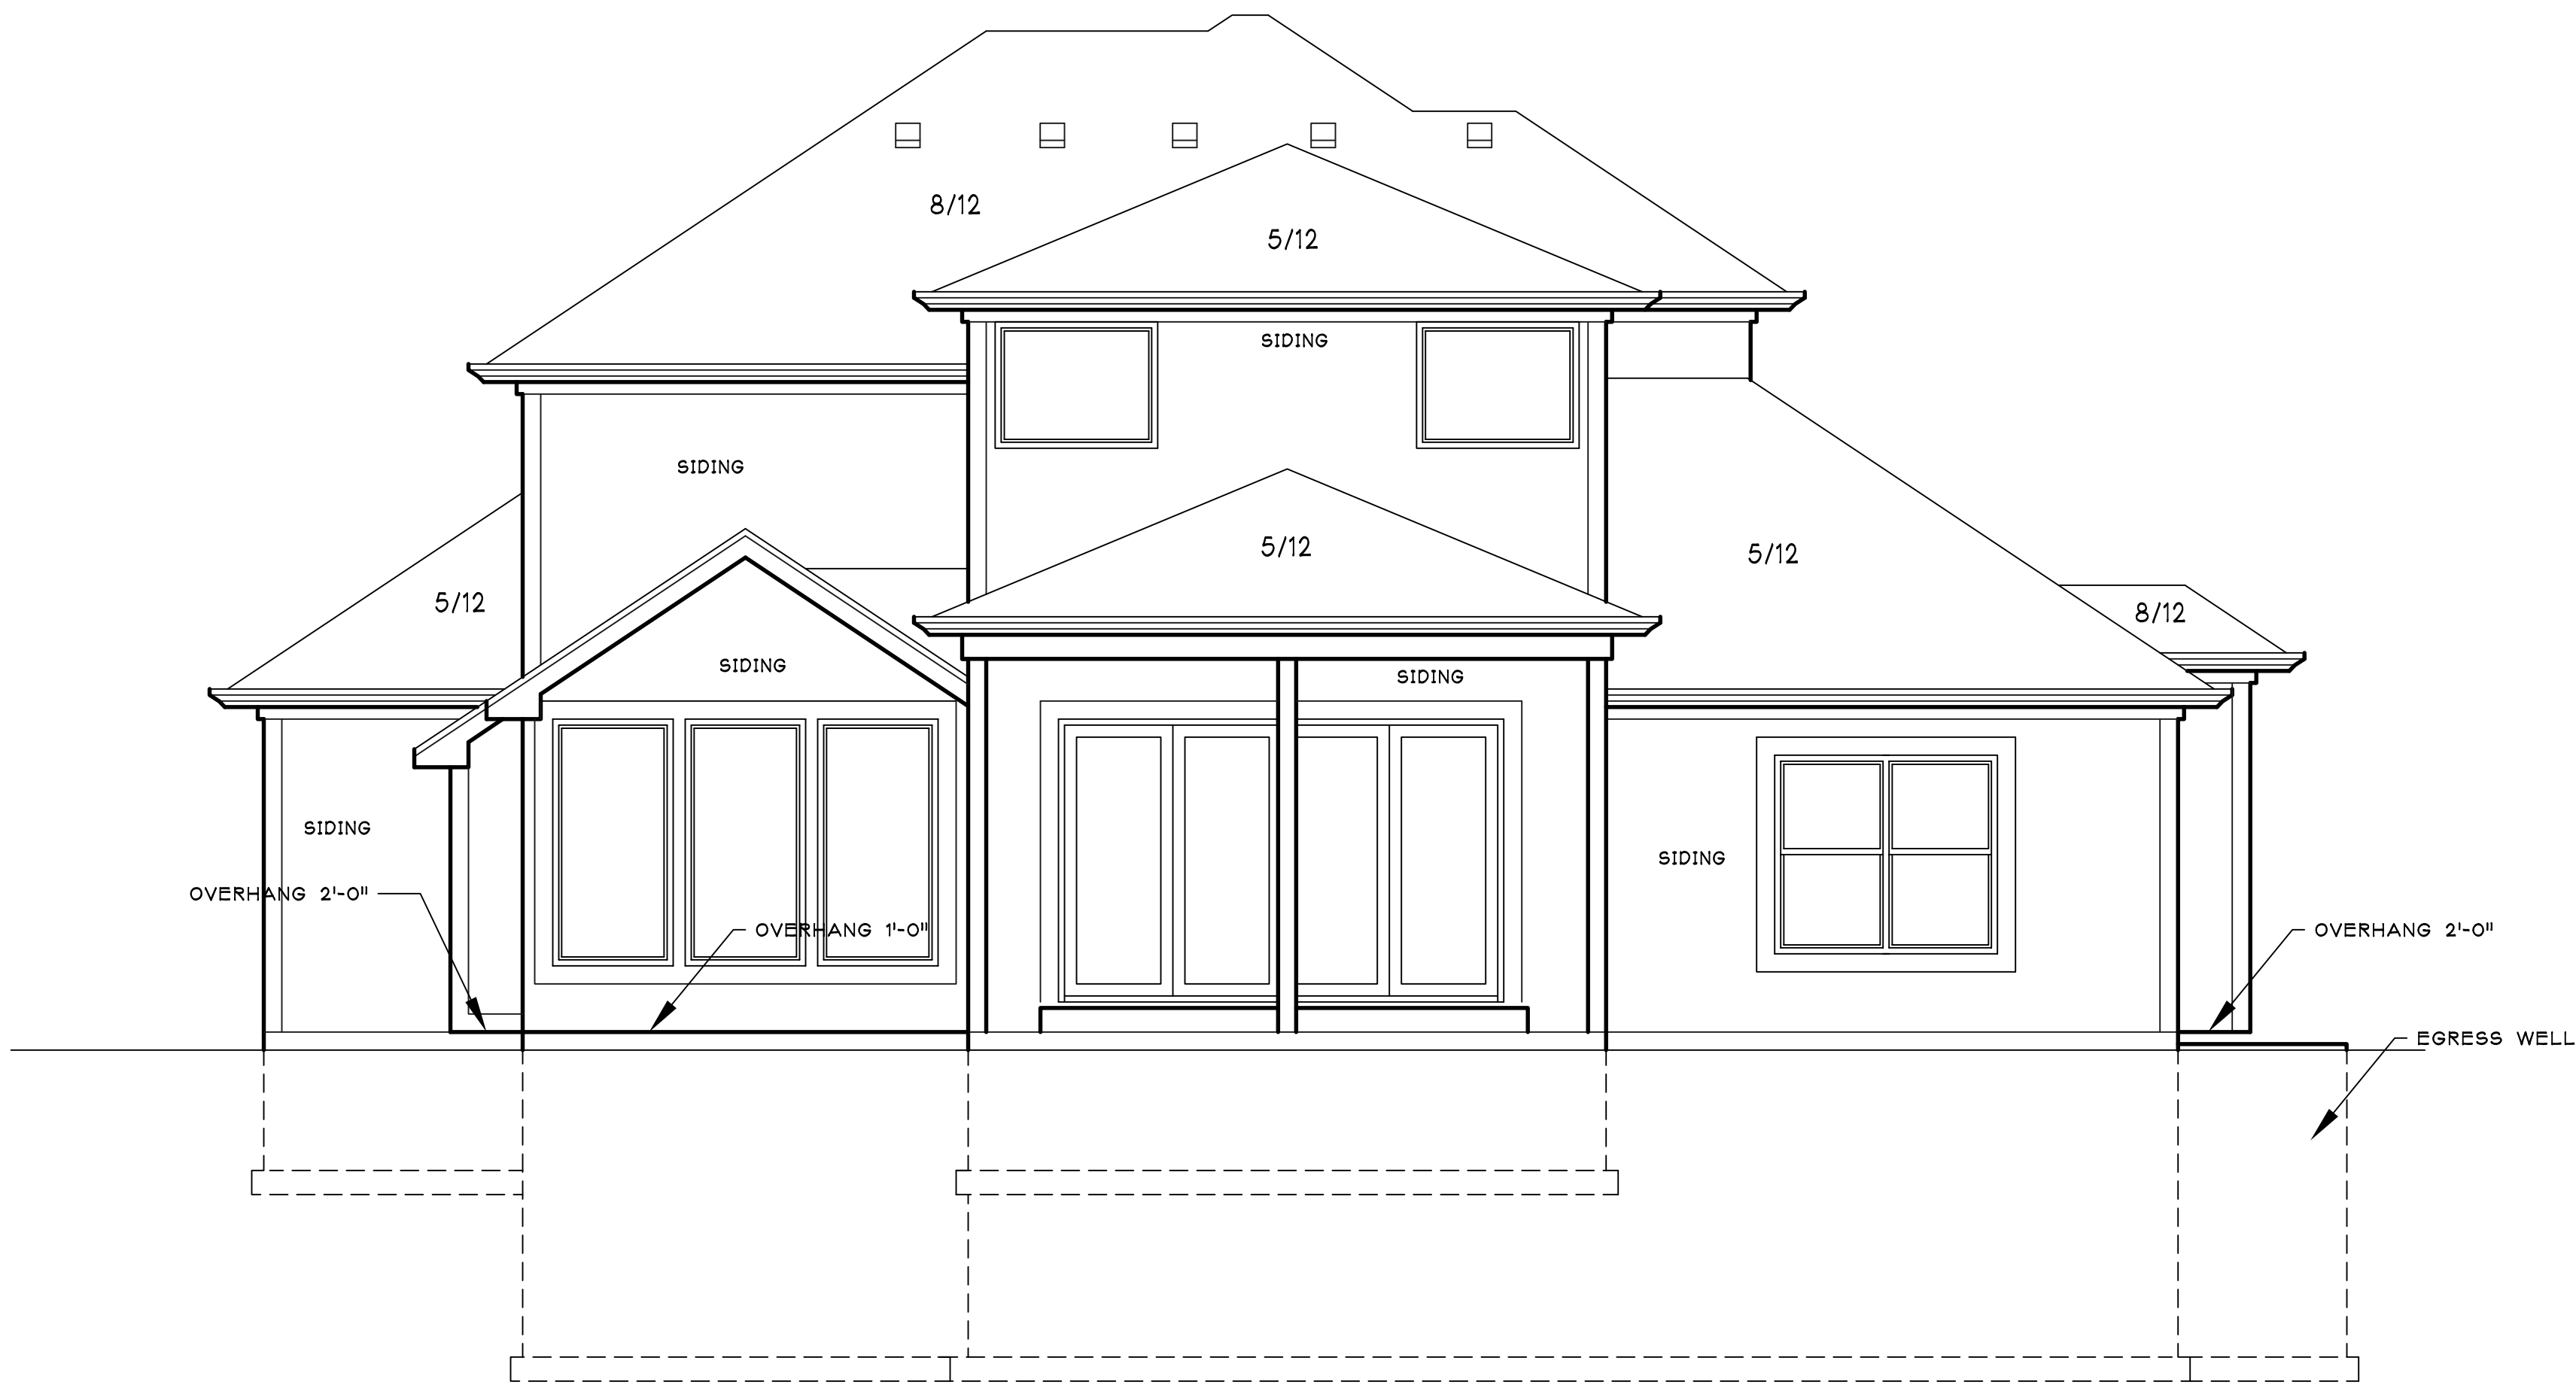 8/12
5/12
SIDING
SIDING
5/12
5/12
5/12
8/12
SIDING
SIDING
SIDING
SIDING
OVERHANG 2'-0"
OVERHANG 1'-0"
OVERHANG 2'-0"
EGRESS WELL